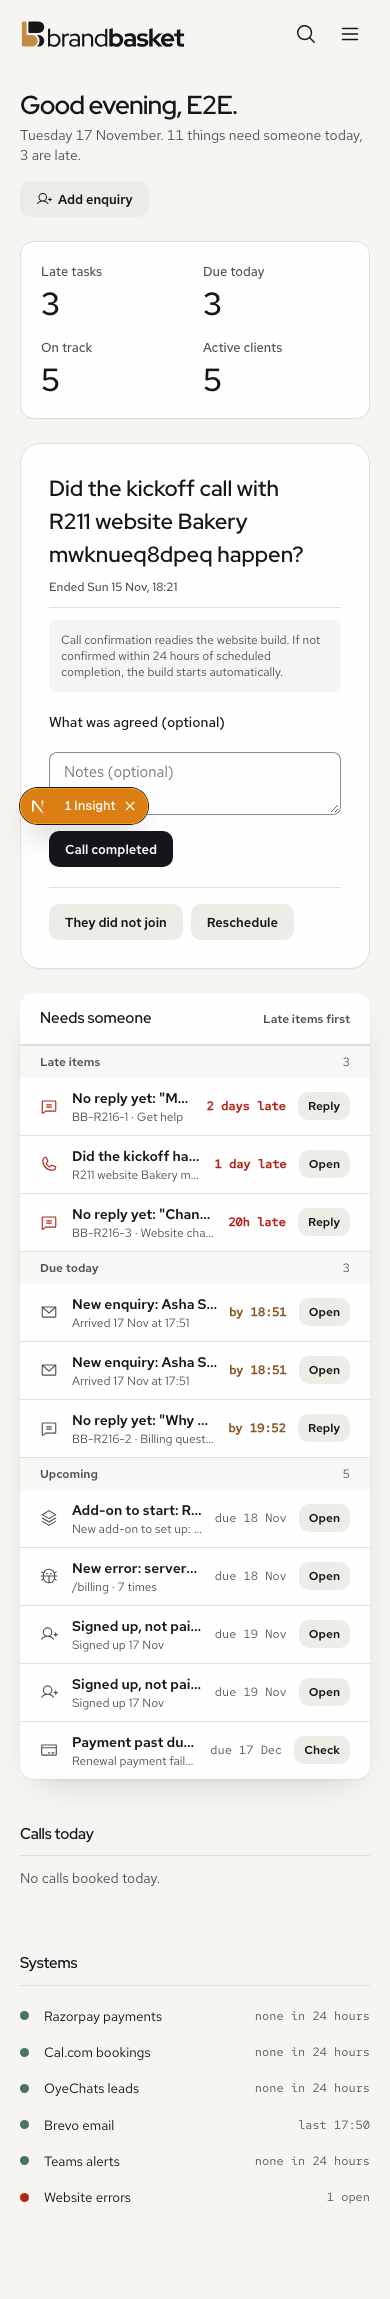 brandbasket
Good evening, E2E.
Tuesday 17 November. 11 things need someone today,
3 are late.
Add enquiry
Late tasks
Due today
3
3
On track
Active clients
5
5
Did the kickoff call with
R211 website Bakery
mwknueq8dpeq happen?
Ended Sun 15 Nov, 18:21
Call confirmation readies the website build. If not
confirmed within 24 hours of scheduled
completion, the build starts automatically.
What was agreed (optional)
Notes (optional)
N 1 Insight
Call completed
They did not join
Reschedule
Needs someone
Late items first
Late items 3
No reply yet: "M... 2 days late Reply
BB-R216-1 · Get help
Did the kickoff ha... 1 day late Open
R211 website Bakery m...
No reply yet: "Chan... 20h late Reply
BB-R216-3 · Website cha...
Due today 3
New enquiry: Asha S... by 18:51 Open
Arrived 17 Nov at 17:51
New enquiry: Asha S... by 18:51 Open
Arrived 17 Nov at 17:51
No reply yet: "Why ... by 19:52 Reply
BB-R216-2 · Billing quest...
Upcoming 5
Add-on to start: R... due 18 Nov Open
New add-on to set up: ...
New error: server... due 18 Nov Open
/billing · 7 times
Signed up, not pai... due 19 Nov Open
Signed up 17 Nov
Signed up, not pai... due 19 Nov Open
Signed up 17 Nov
Payment past du... due 17 Dec Check
Renewal payment fail...
Calls today
No calls booked today.
Systems
Razorpay payments none in 24 hours
Cal.com bookings none in 24 hours
OyeChats leads none in 24 hours
Brevo email last 17:50
Teams alerts none in 24 hours
Website errors 1 open